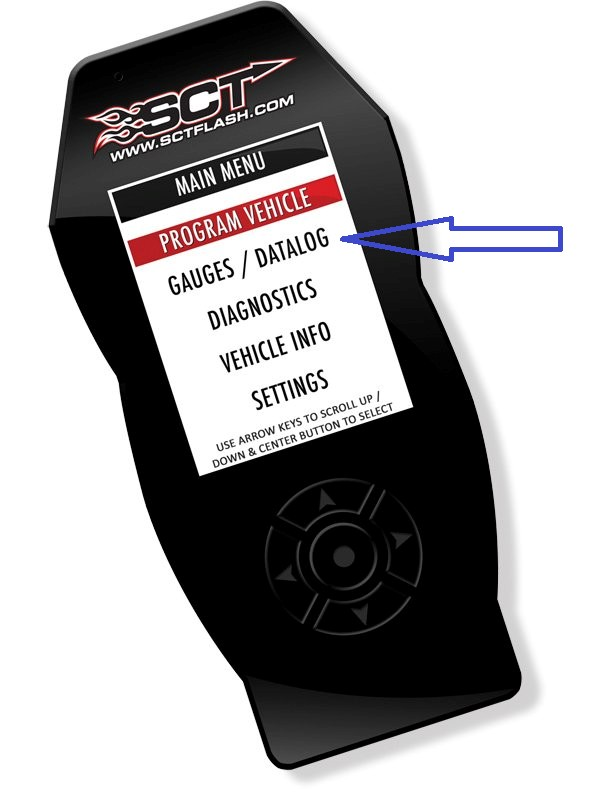 SCT
WWW.SCTFLASH.COM
MAIN MENU
PROGRAM VEHICLE
GAUGES / DATALOG
DIAGNOSTICS
VEHICLE INFO
SETTINGS
USE ARROW KEYS TO SCROLL UP /
DOWN & CENTER BUTTON TO SELECT